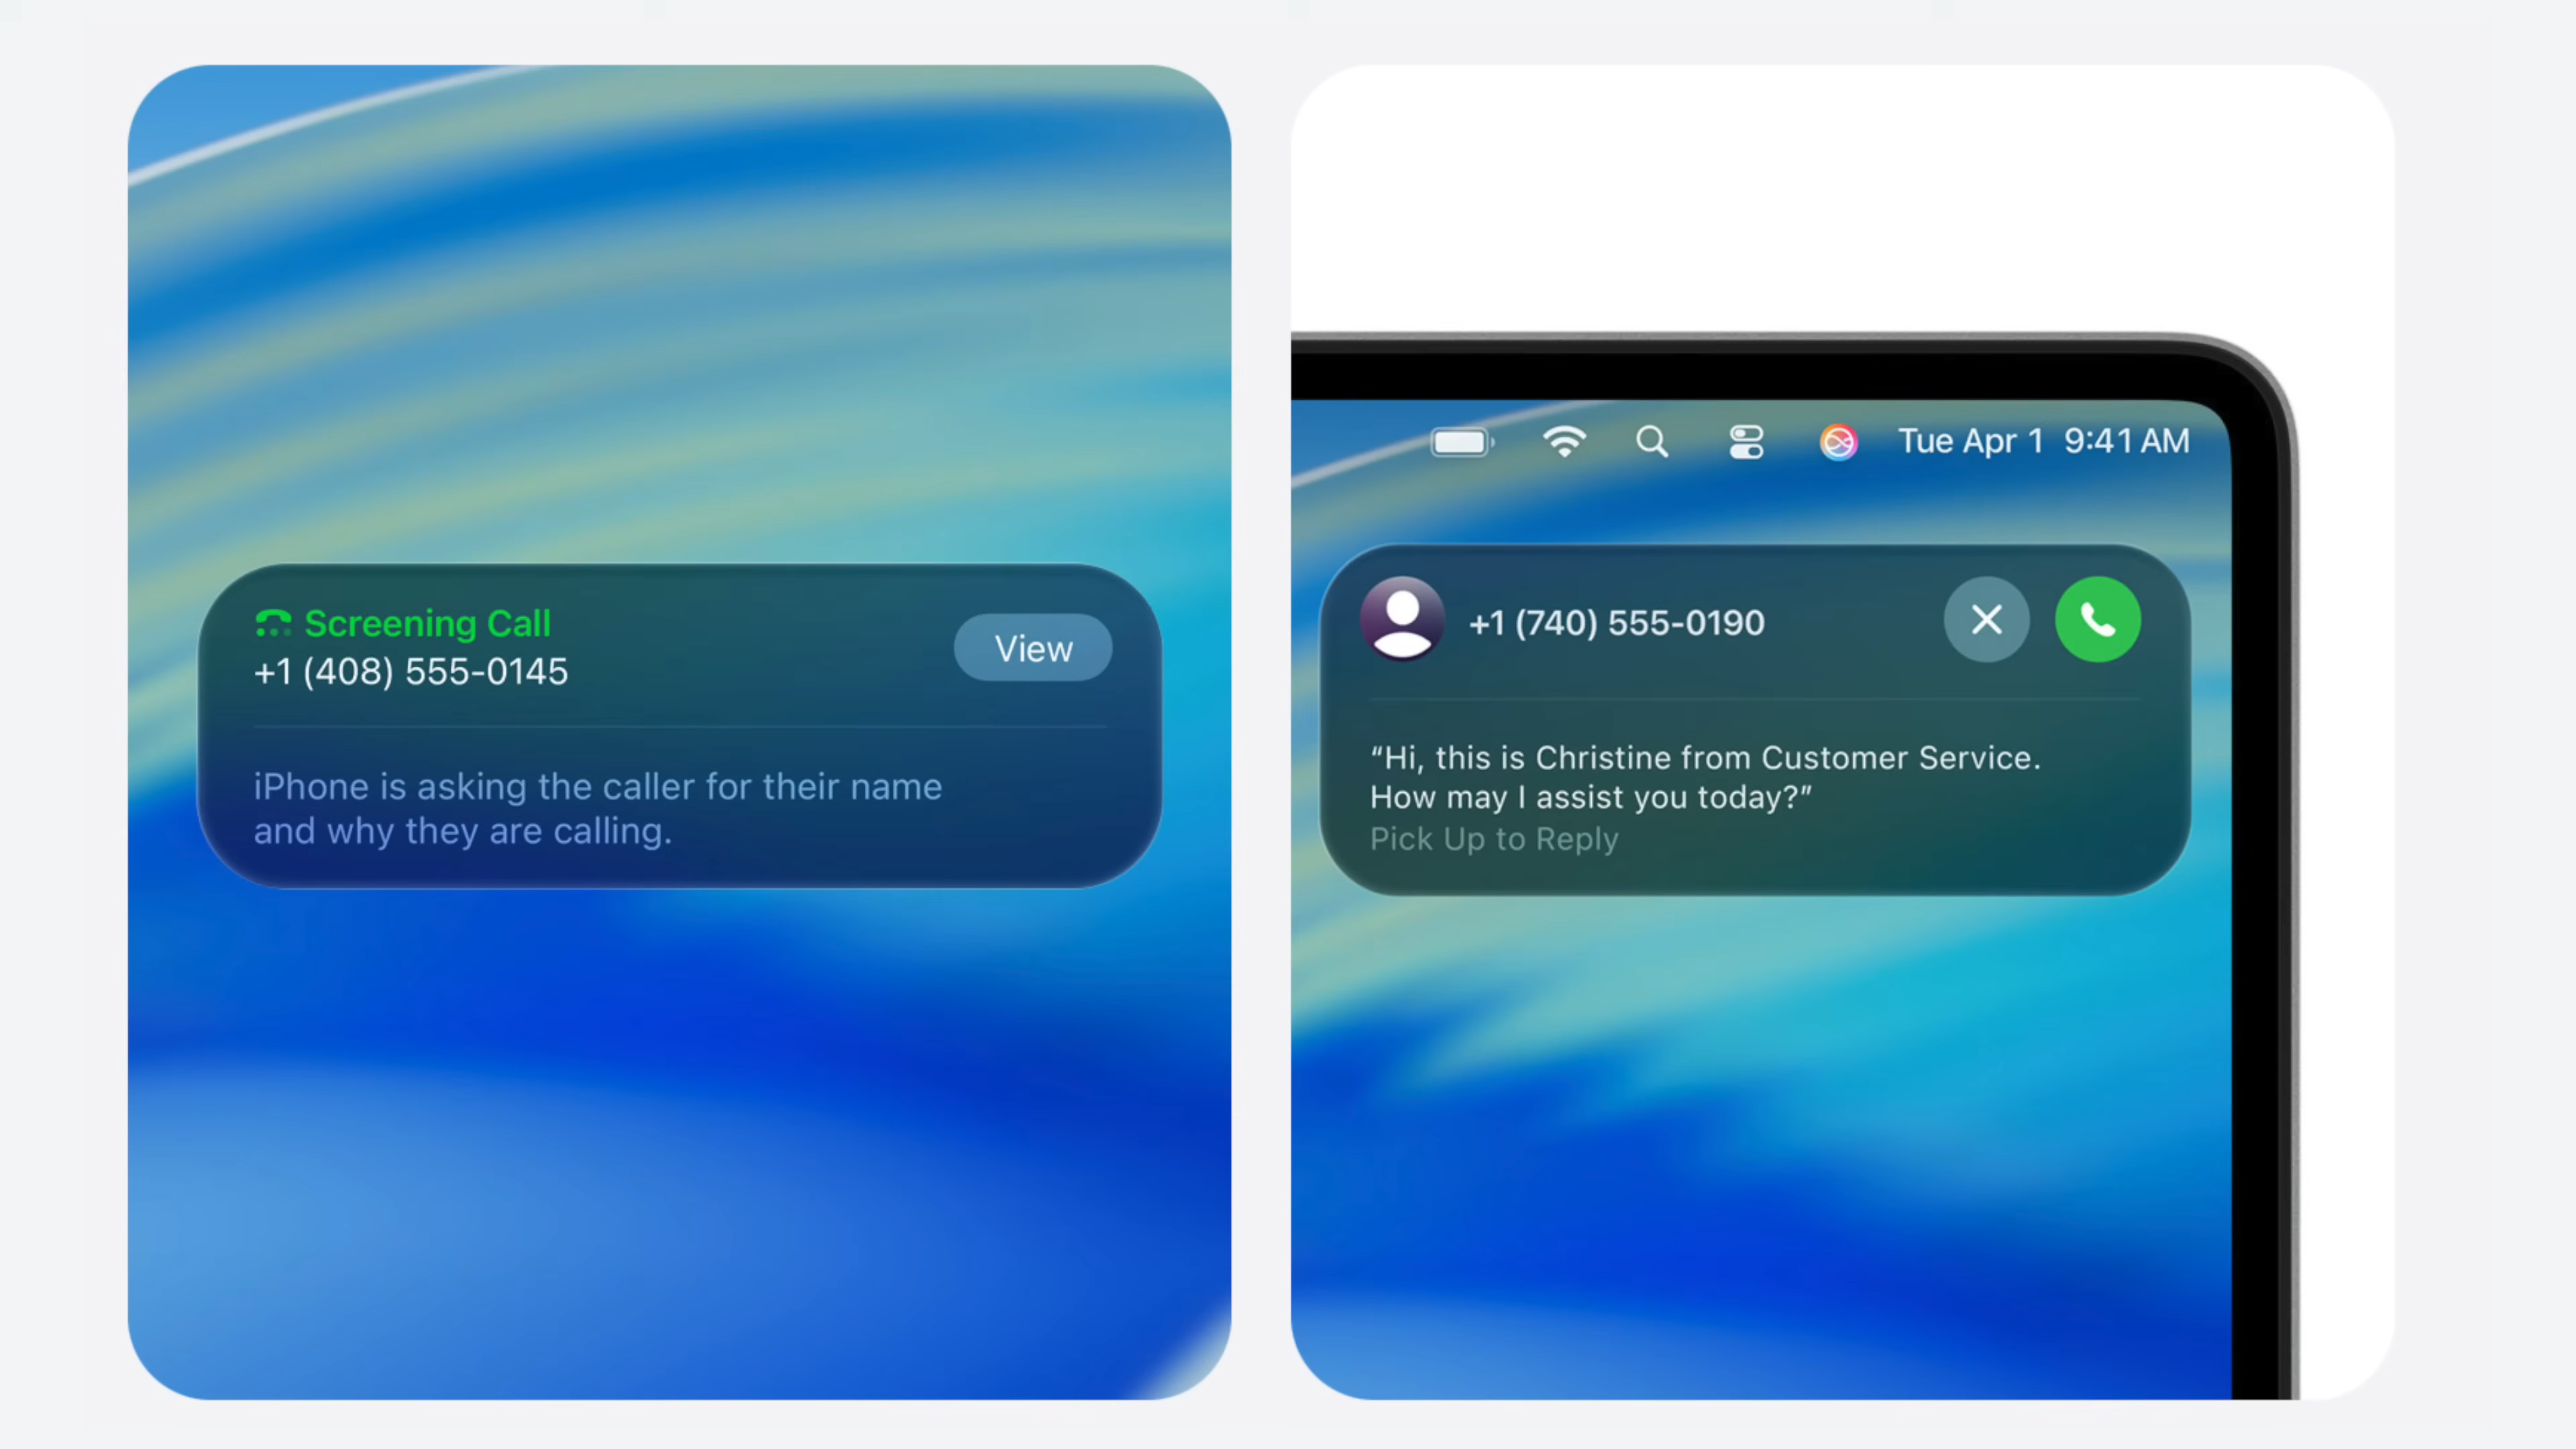 Screening Call
+1 (408) 555-0145
View
iPhone is asking the caller for their name
and why they are calling.
Tue Apr 1 9:41 AM
+1 (740) 555-0190
“Hi, this is Christine from Customer Service.
How may I assist you today?”
Pick Up to Reply